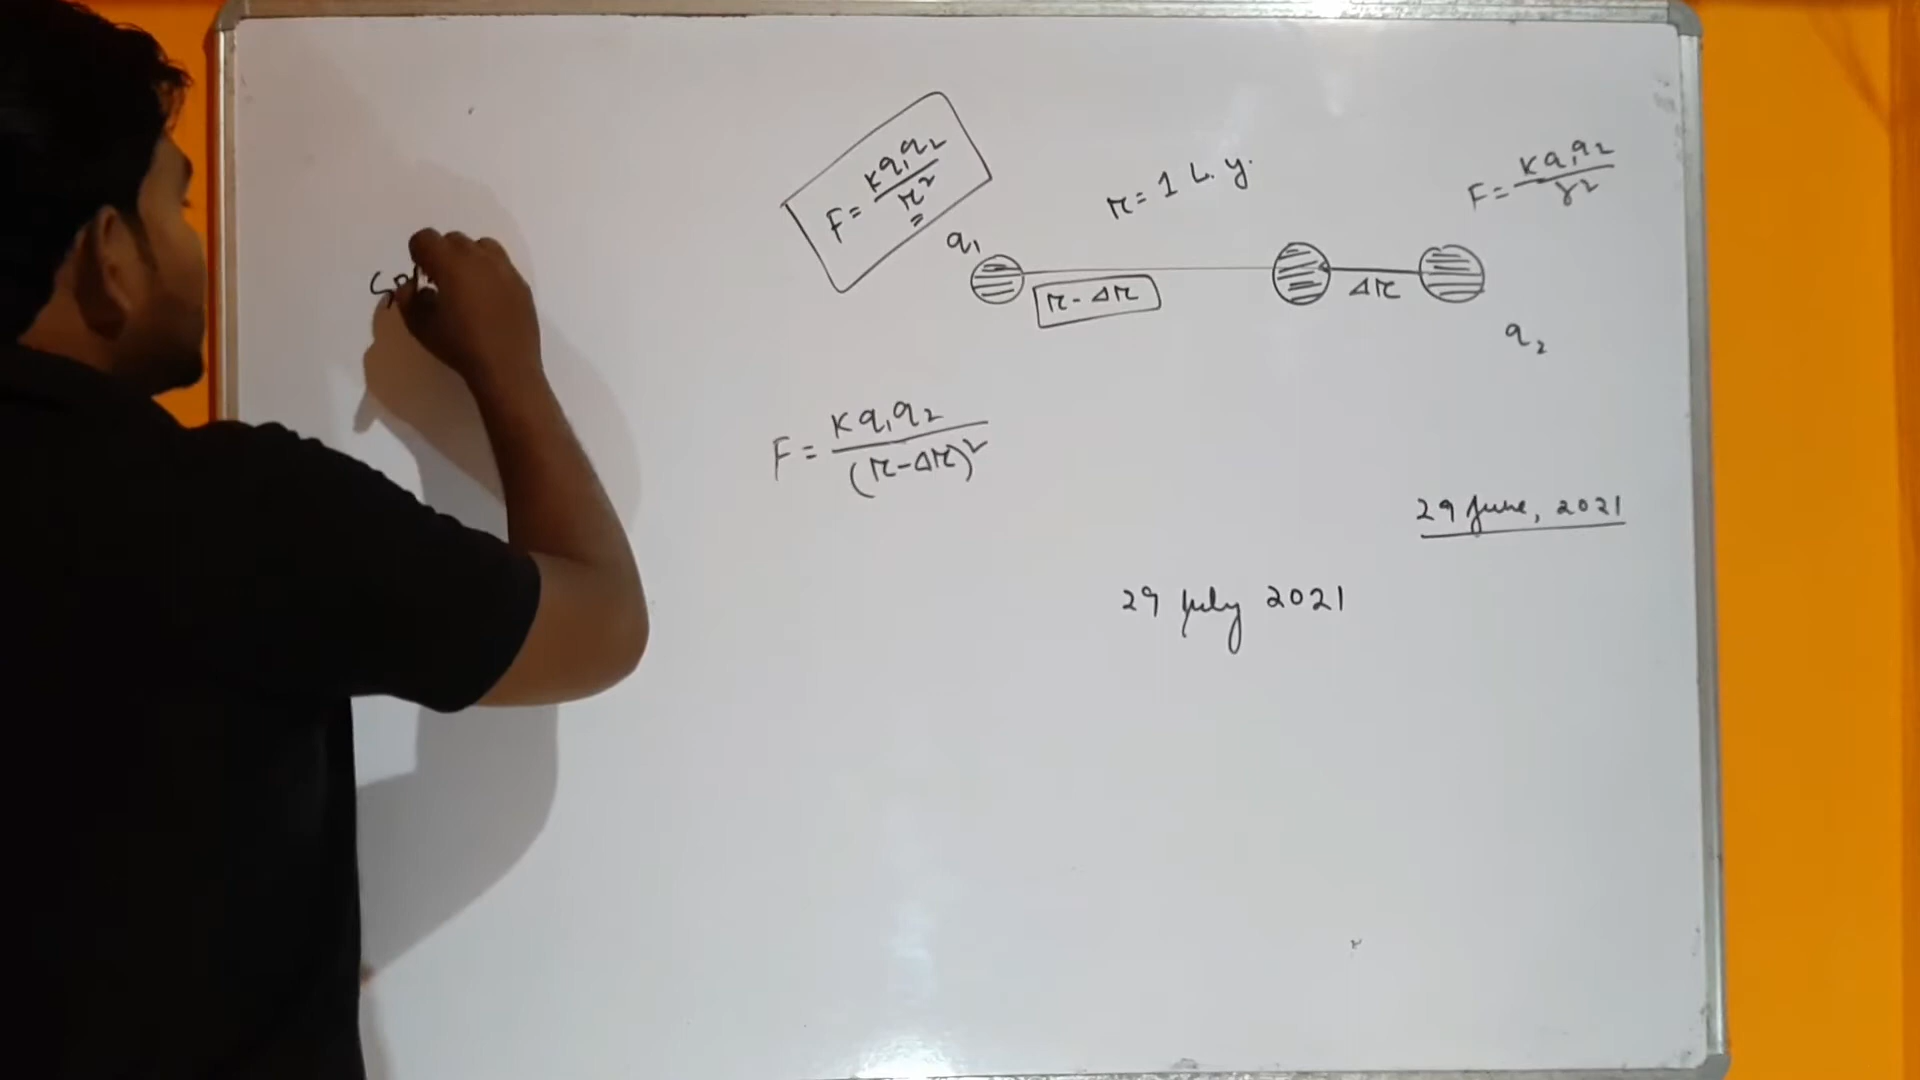 F = Kq₁q₂/r²
r = 1 L.y.
F = Kq₁q₂/r²
q₁
r - Δr
Δr
q₂
F = Kq₁q₂/(r-Δr)²
29 June, 2021
29 July 2021